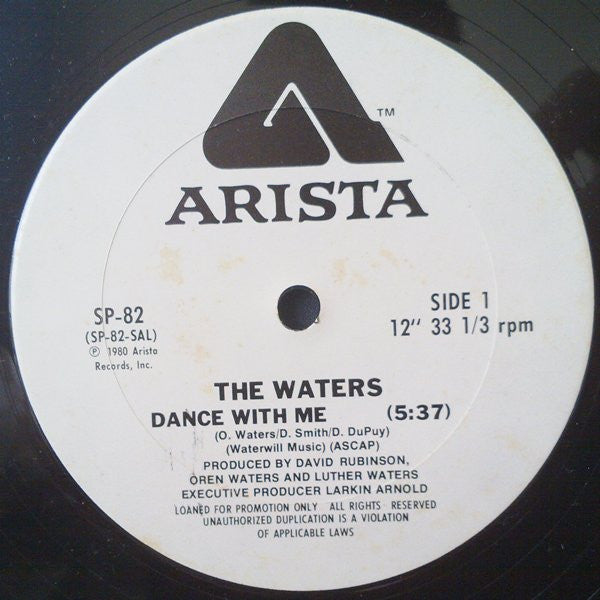 TM
ARISTA
SP-82
(SP-82-SAL)
℗ 1980 Arista
Records, Inc.
SIDE 1
12" 33 1/3 rpm
THE WATERS
DANCE WITH ME (5:37)
(O. Waters/D. Smith/D. DuPuy)
(Waterwill Music) (ASCAP)
PRODUCED BY DAVID RUBINSON,
OREN WATERS AND LUTHER WATERS
EXECUTIVE PRODUCER LARKIN ARNOLD
LOANED FOR PROMOTION ONLY ALL RIGHTS RESERVED
UNAUTHORIZED DUPLICATION IS A VIOLATION
OF APPLICABLE LAWS